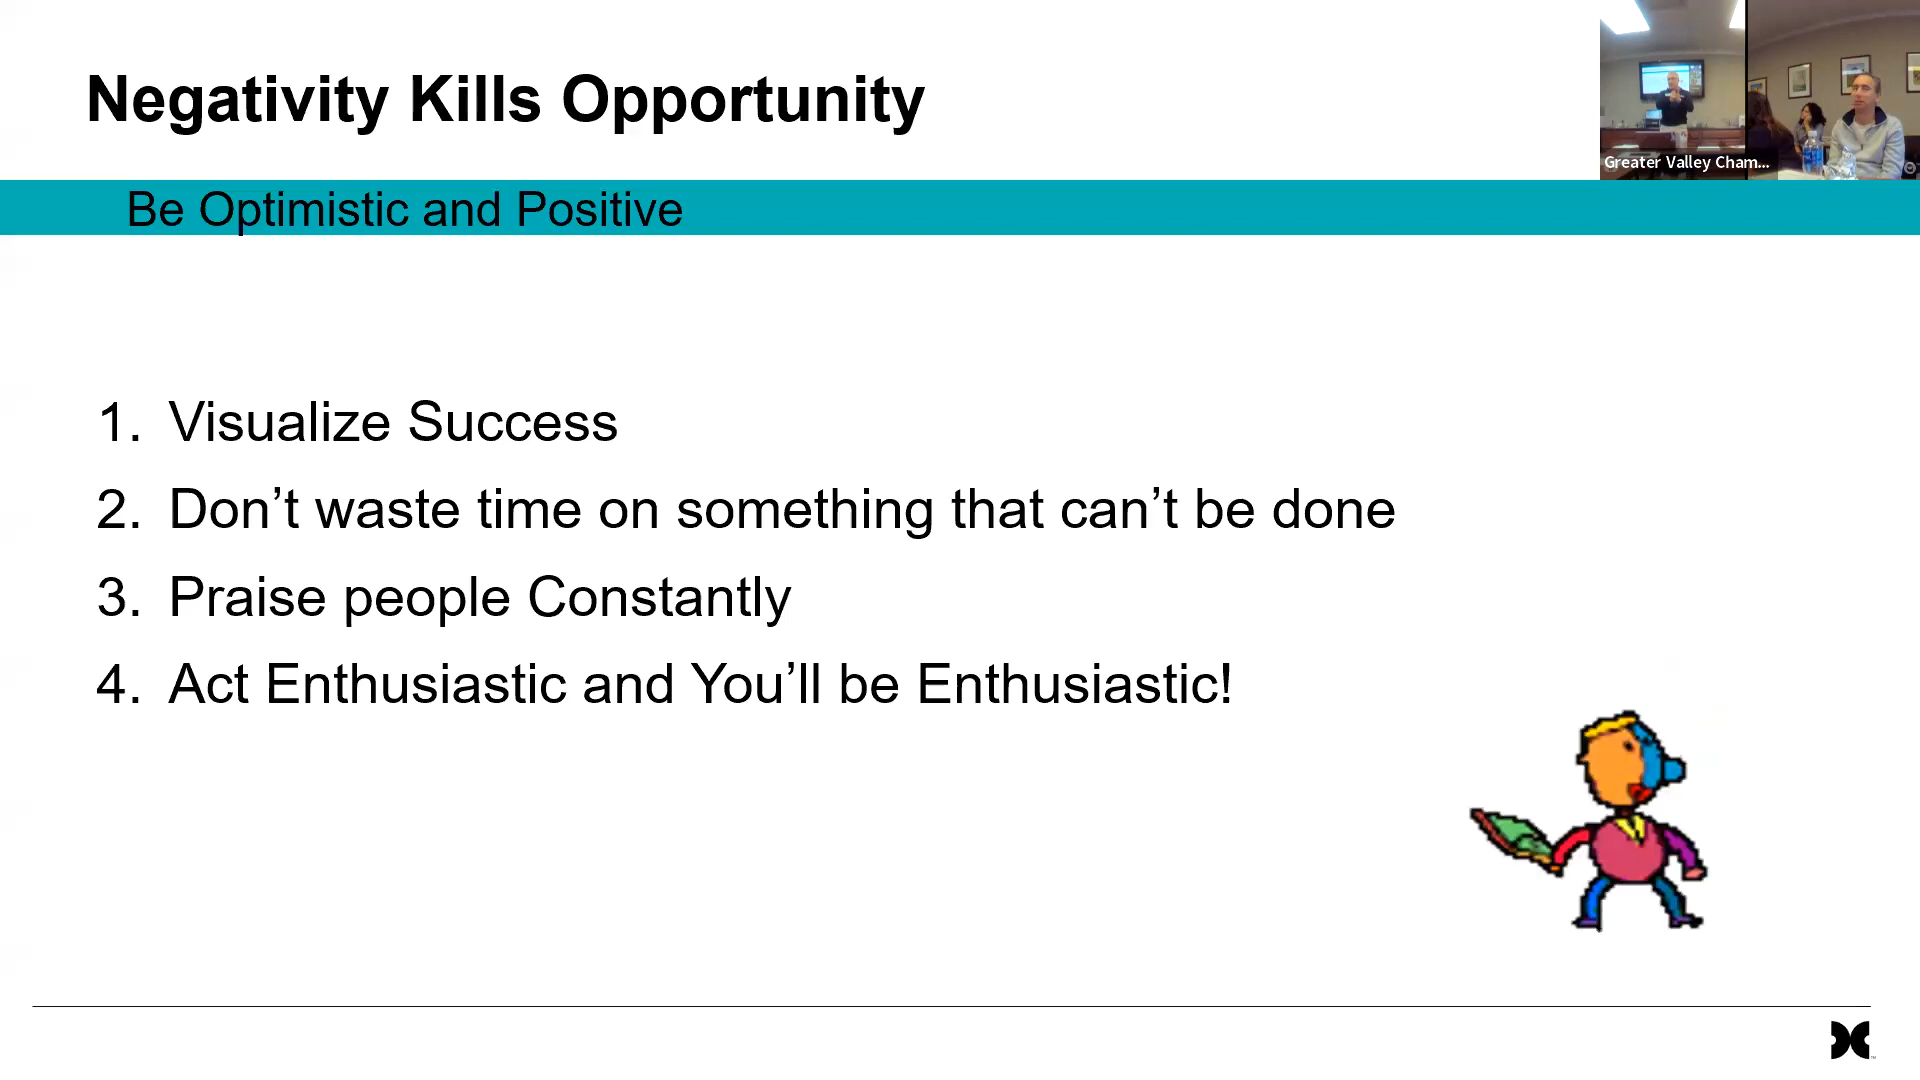 Negativity Kills Opportunity
Greater Valley Cham...
Be Optimistic and Positive
1. Visualize Success
2. Don’t waste time on something that can’t be done
3. Praise people Constantly
4. Act Enthusiastic and You’ll be Enthusiastic!